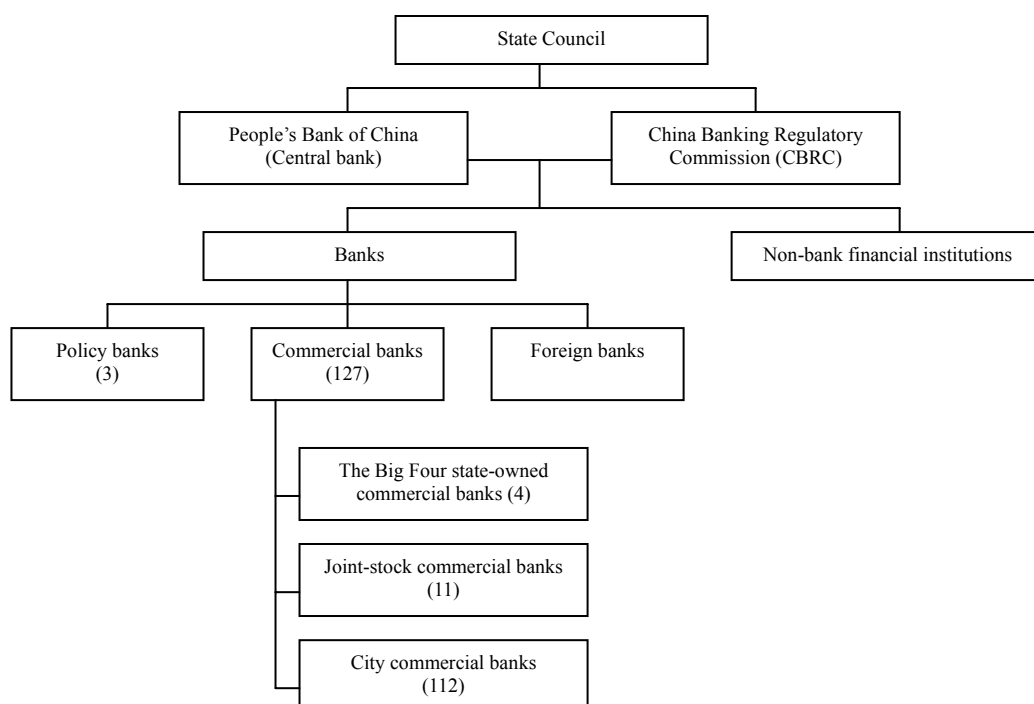 State Council
People's Bank of China
(Central bank)
China Banking Regulatory
Commission (CBRC)
Banks
Non-bank financial institutions
Policy banks
(3)
Commercial banks
(127)
Foreign banks
The Big Four state-owned
commercial banks (4)
Joint-stock commercial banks
(11)
City commercial banks
(112)